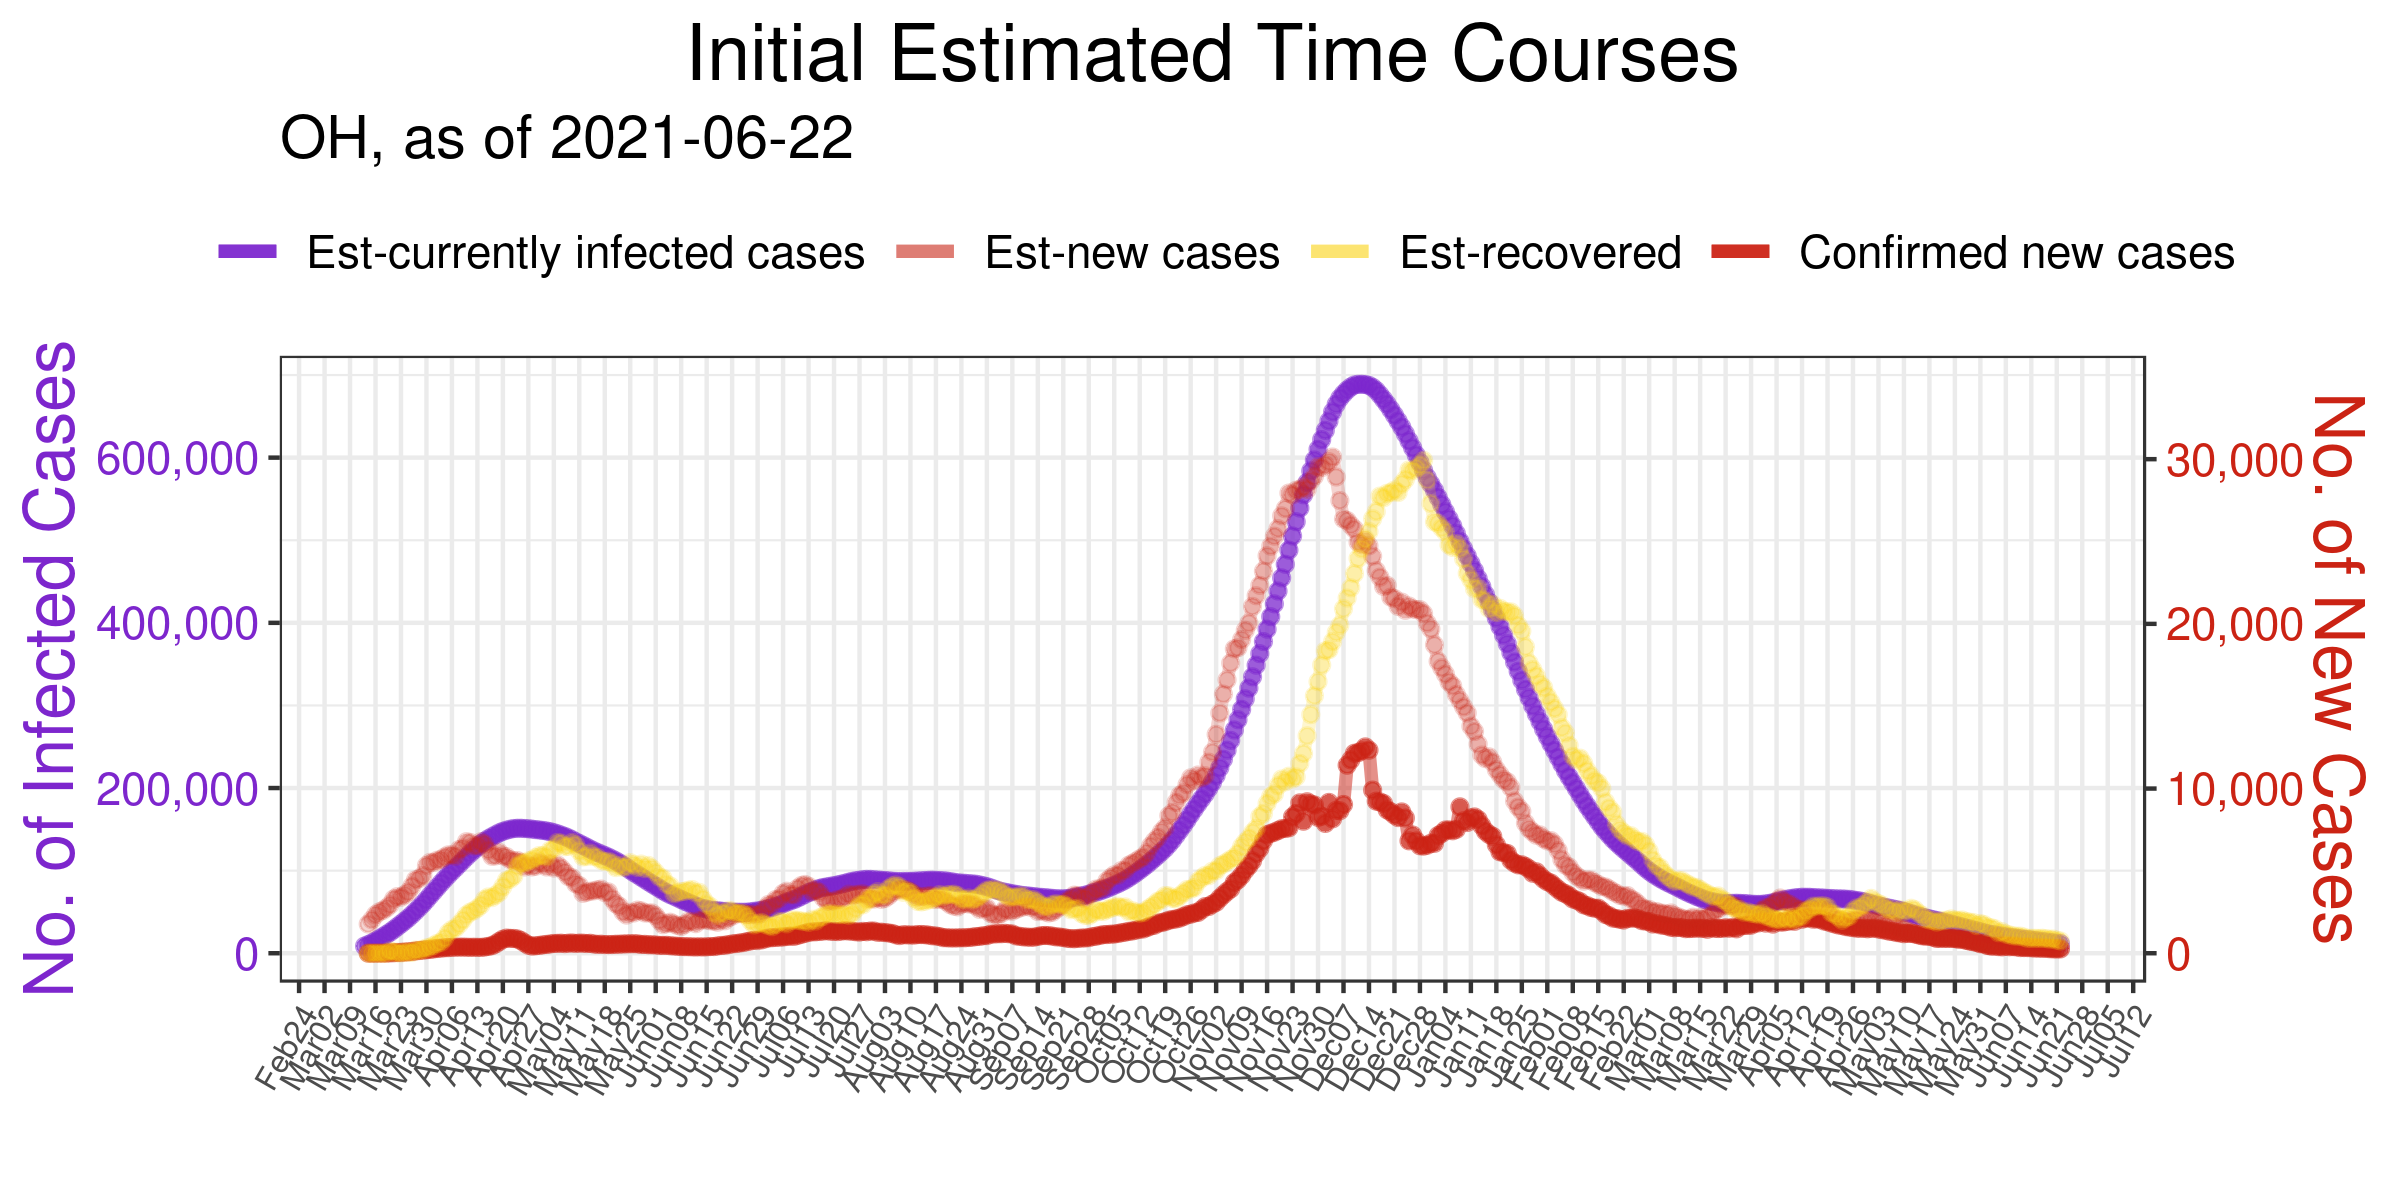 Initial Estimated Time Courses
OH, as of 2021-06-22
Est-currently infected cases Est-new cases Est-recovered Confirmed new cases
No. of Infected Cases
600,000
400,000
200,000
0
30,000
20,000
10,000
0
No. of New Cases
Feb24 Mar02 Mar09 Mar16 Mar23 Mar30 Apr06 Apr13 Apr20 Apr27 May04 May11 May18 May25 Jun01 Jun08 Jun15 Jun22 Jun29 Jul06 Jul13 Jul20 Jul27 Aug03 Aug10 Aug17 Aug24 Aug31 Sep07 Sep14 Sep21 Sep28 Oct05 Oct12 Oct19 Oct26 Nov02 Nov09 Nov16 Nov23 Nov30 Dec07 Dec14 Dec21 Dec28 Jan04 Jan11 Jan18 Jan25 Feb01 Feb08 Feb15 Feb22 Mar01 Mar08 Mar15 Mar22 Mar29 Apr05 Apr12 Apr19 Apr26 May03 May10 May17 May24 May31 Jun07 Jun14 Jun21 Jun28 Jul05 Jul12